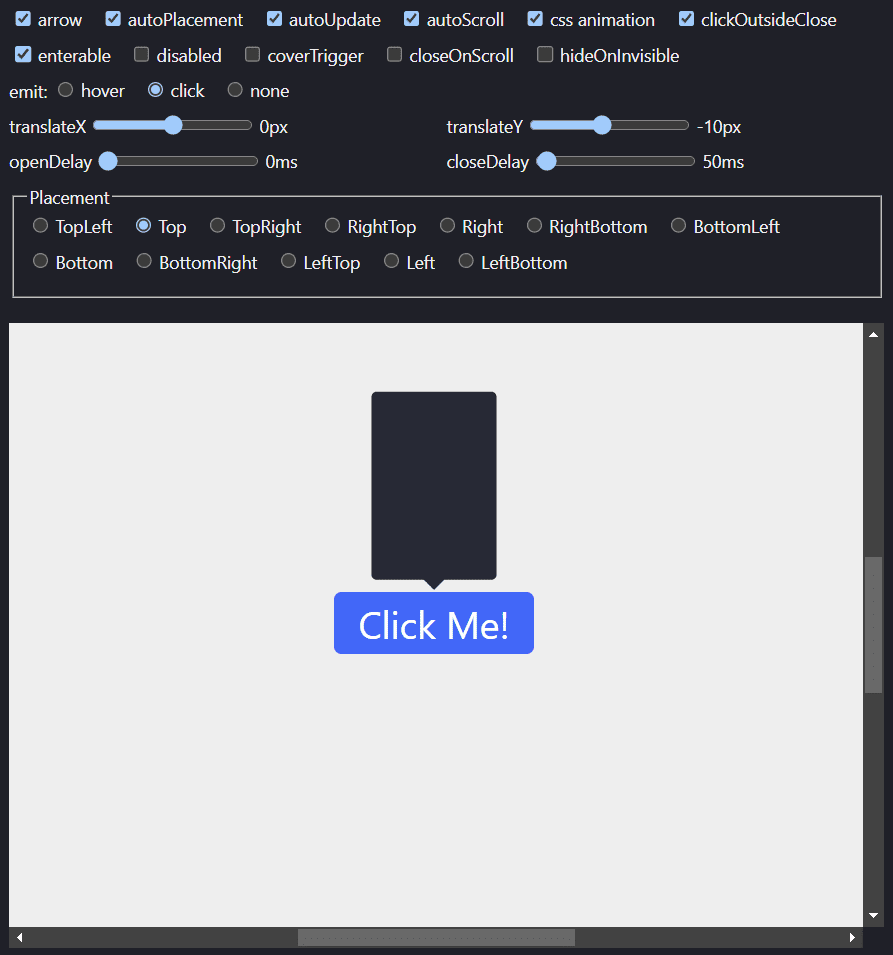 arrow autoPlacement autoUpdate autoScroll css animation clickOutsideClose
enterable disabled coverTrigger closeOnScroll hideOnInvisible
emit: hover click none
translateX 0px translateY -10px
openDelay 0ms closeDelay 50ms
Placement
TopLeft Top TopRight RightTop Right RightBottom BottomLeft
Bottom BottomRight LeftTop Left LeftBottom
Click Me!